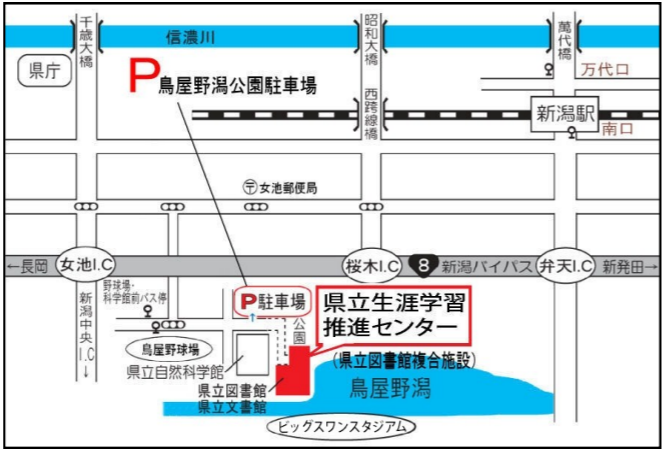 千歳大橋
信濃川
昭和大橋
萬代橋
県庁
P鳥屋野潟公園駐車場
万代口
西跨線橋
新潟駅
南口
〒女池郵便局
←長岡
女池I.C
桜木I.C
8
新潟バイパス
弁天I.C
新発田→
新潟中央I.C↓
野球場・
科学館前バス停
P駐車場
公園
県立生涯学習
推進センター
(県立図書館複合施設)
鳥屋野球場
県立自然科学館
県立図書館
県立文書館
鳥屋野潟
ビッグスワンスタジアム